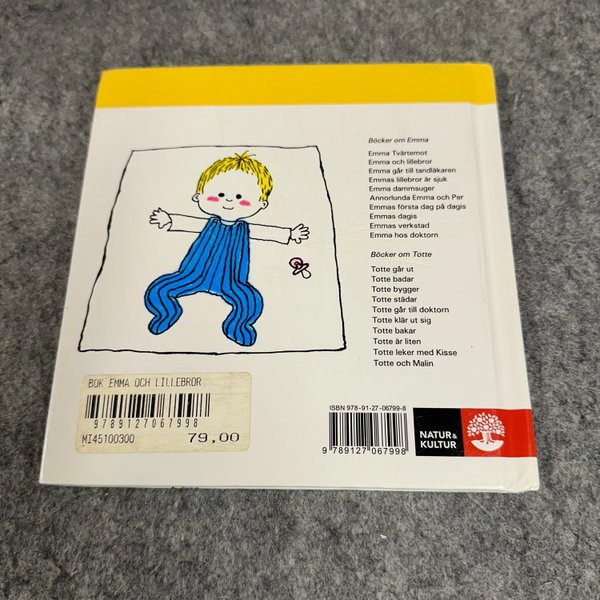 Böcker om Emma
Emma Tvärtemot
Emma och lillebror
Emma går till tandläkaren
Emmas lillebror är sjuk
Emma dammsuger
Annorlunda Emma och Per
Emmas första dag på dagis
Emmas dagis
Emmas verkstad
Emma hos doktorn
Böcker om Totte
Totte går ut
Totte badar
Totte bygger
Totte städar
Totte går till doktorn
Totte klär ut sig
Totte bakar
Totte är liten
Totte leker med Kisse
Totte och Malin
BOK EMMA OCH LILLEBROR
9789127067998
MI45100300 79,00
ISBN 978-91-27-06799-8
9 789127 067998
NATUR &
KULTUR